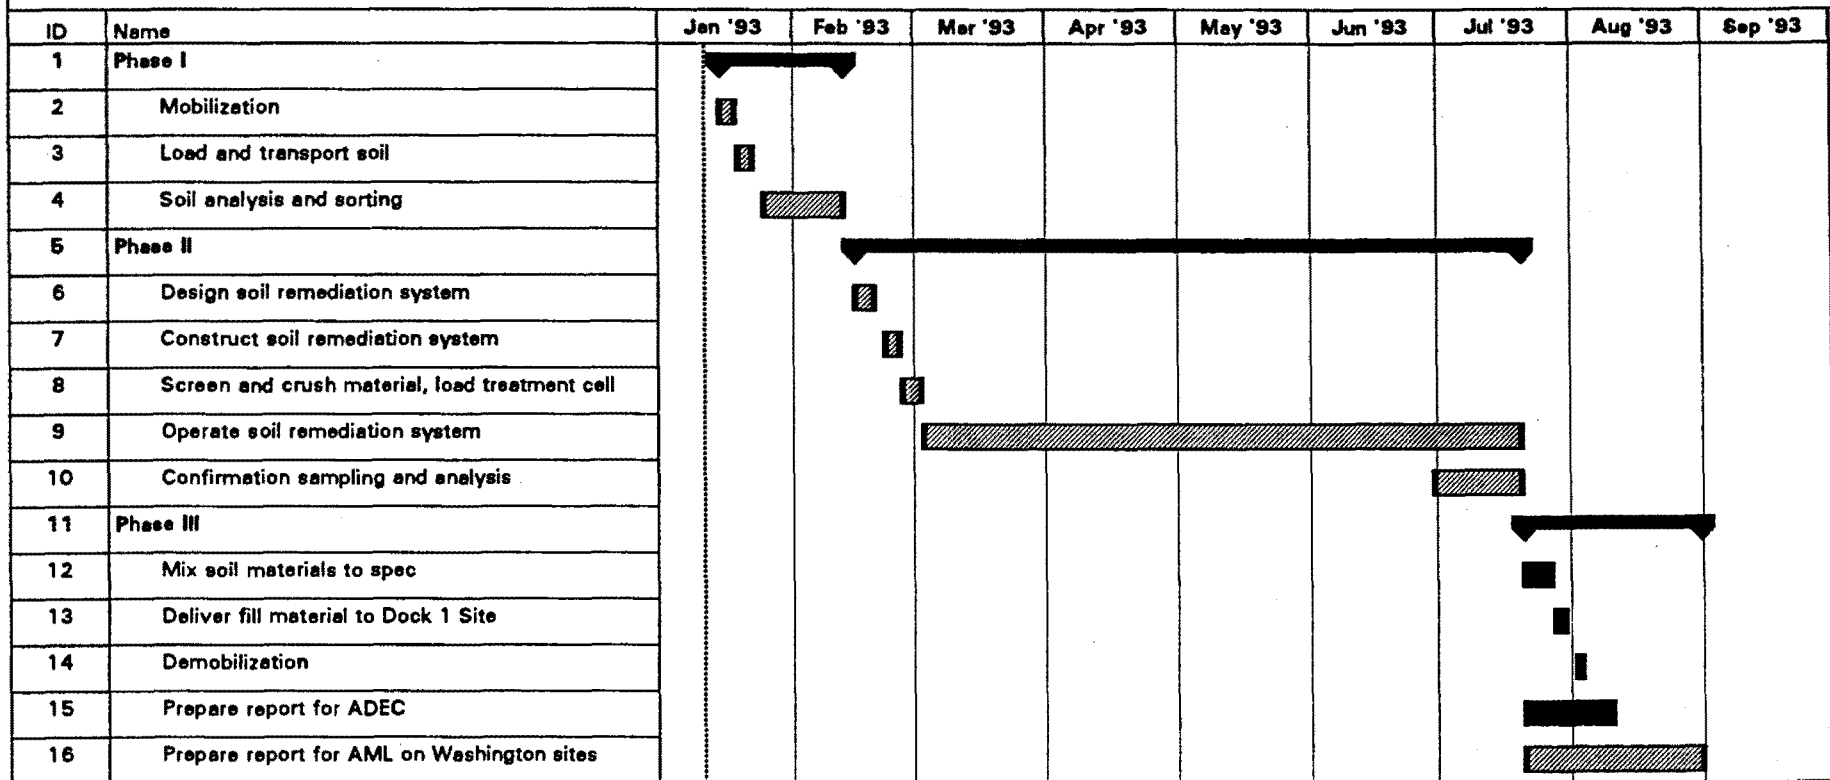 ID Name Jan '93 Feb '93 Mar '93 Apr '93 May '93 Jun '93 Jul '93 Aug '93 Sep '93
1 Phase I
2 Mobilization
3 Load and transport soil
4 Soil analysis and sorting
5 Phase II
6 Design soil remediation system
7 Construct soil remediation system
8 Screen and crush material, load treatment cell
9 Operate soil remediation system
10 Confirmation sampling and analysis
11 Phase III
12 Mix soil materials to spec
13 Deliver fill material to Dock 1 Site
14 Demobilization
15 Prepare report for ADEC
16 Prepare report for AML on Washington sites